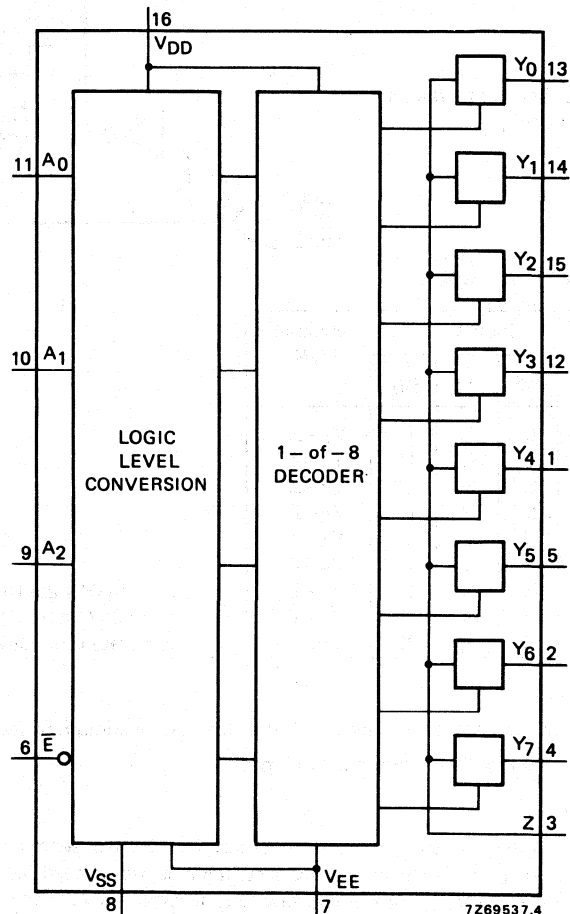 16
VDD
Y0 13
11 A0
Y1 14
Y2 15
10 A1
Y3 12
LOGIC
LEVEL
CONVERSION
1-of-8
DECODER
Y4 1
9 A2
Y5 5
Y6 2
6 E̅
Y7 4
Z 3
VSS
8
VEE
7
7Z69537.4